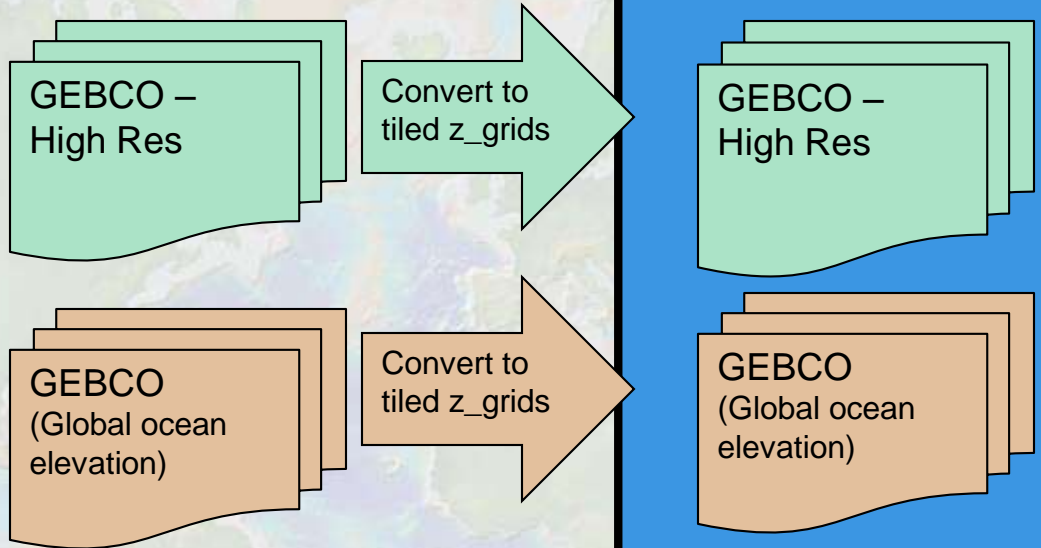 GEBCO –
High Res
Convert to
tiled z_grids
GEBCO –
High Res
GEBCO
(Global ocean
elevation)
Convert to
tiled z_grids
GEBCO
(Global ocean
elevation)